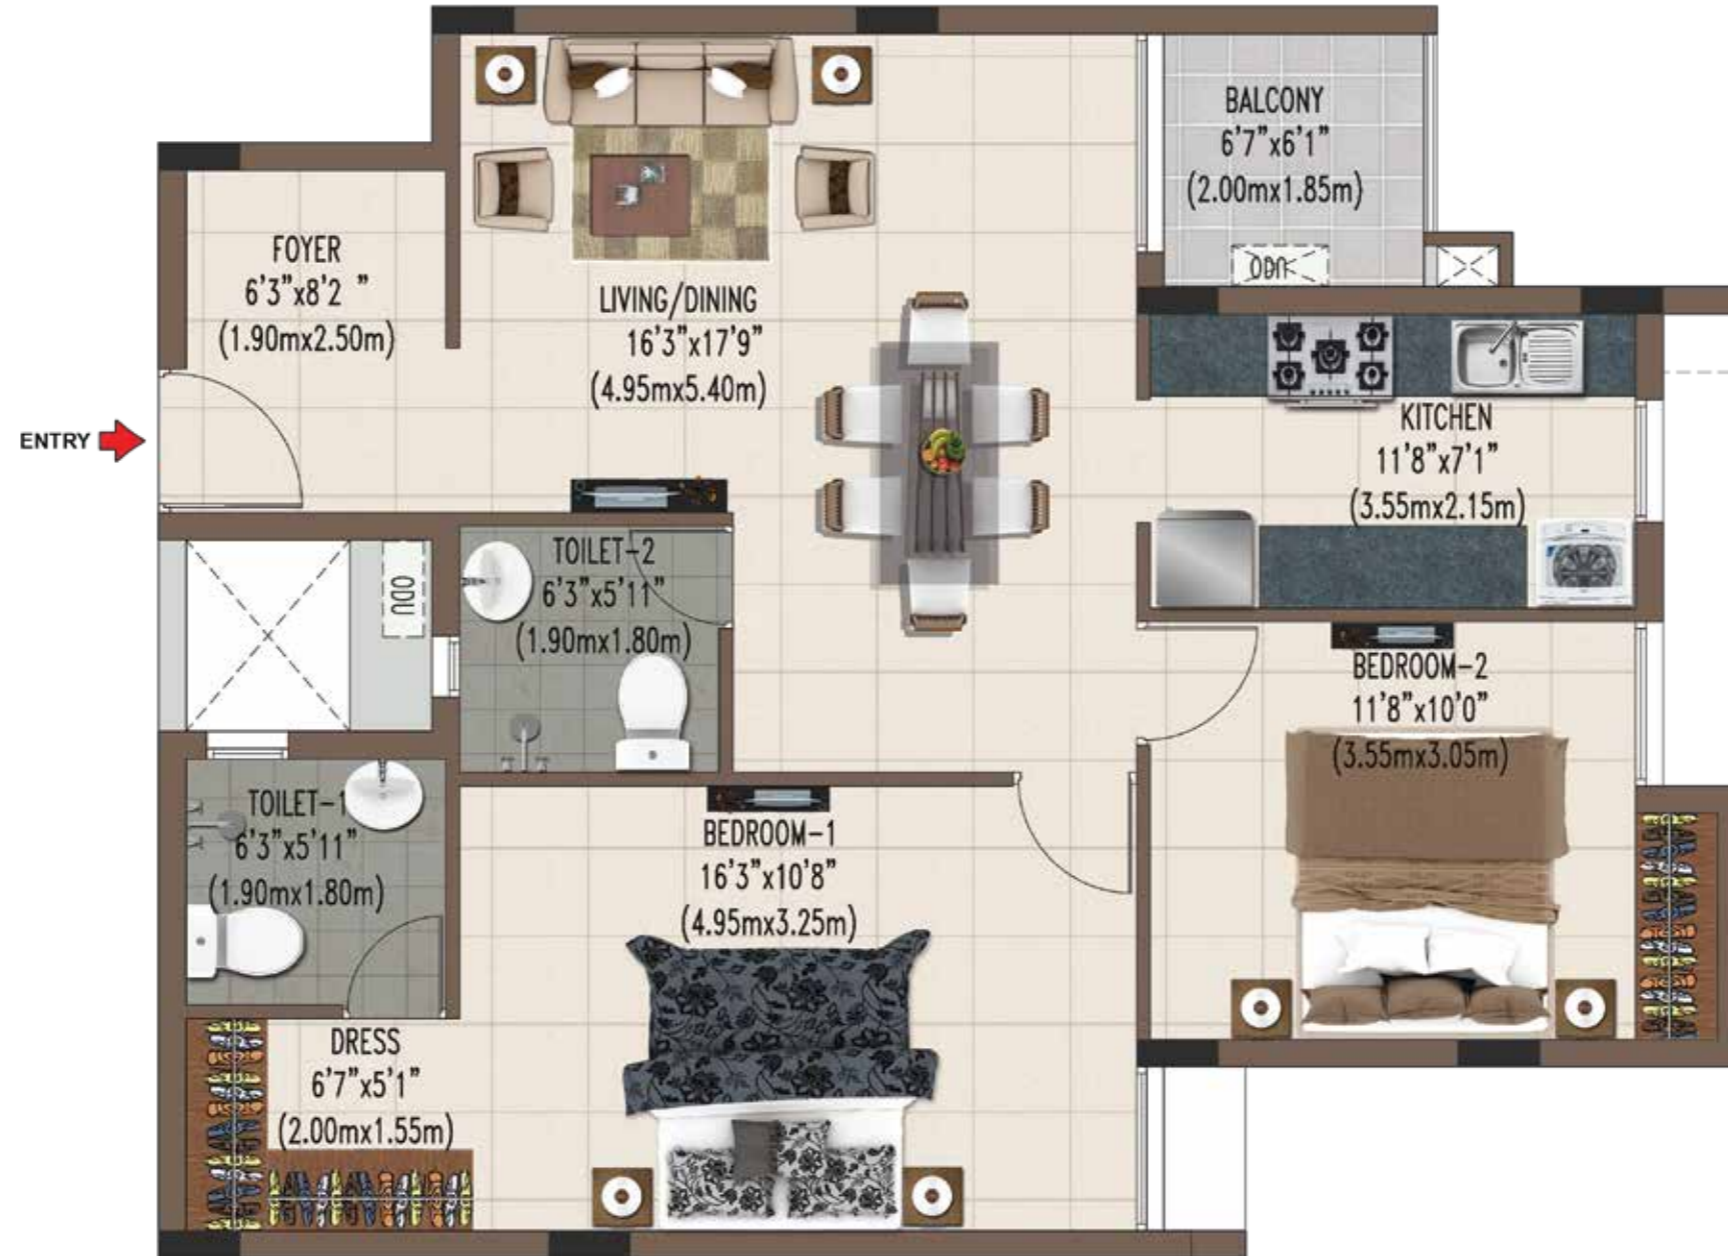 BALCONY
6'7"x6'1"
(2.00mx1.85m)
ODU
FOYER
6'3"x8'2 "
(1.90mx2.50m)
LIVING/DINING
16'3"x17'9"
(4.95mx5.40m)
ENTRY
KITCHEN
11'8"x7'1"
(3.55mx2.15m)
TOILET-2
6'3"x5'11"
(1.90mx1.80m)
ODU
BEDROOM-2
11'8"x10'0"
(3.55mx3.05m)
TOILET-1
6'3"x5'11"
(1.90mx1.80m)
BEDROOM-1
16'3"x10'8"
(4.95mx3.25m)
DRESS
6'7"x5'1"
(2.00mx1.55m)